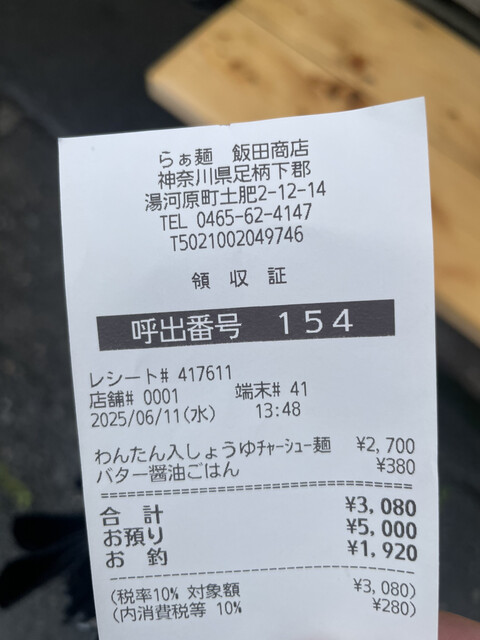 らぁ麺 飯田商店
神奈川県足柄下郡
湯河原町土肥2-12-14
TEL 0465-62-4147
T5021002049746
領 収 証
呼出番号 154
レシート# 417611
店舗# 0001 端末# 41
2025/06/11(水) 13:48
わんたん入しょうゆﾁｬｰｼｭｰ麺 ¥2,700
バター醤油ごはん ¥380
合 計 ¥3,080
お預り ¥5,000
お 釣 ¥1,920
(税率10% 対象額 ¥3,080)
(内消費税等 10% ¥280)